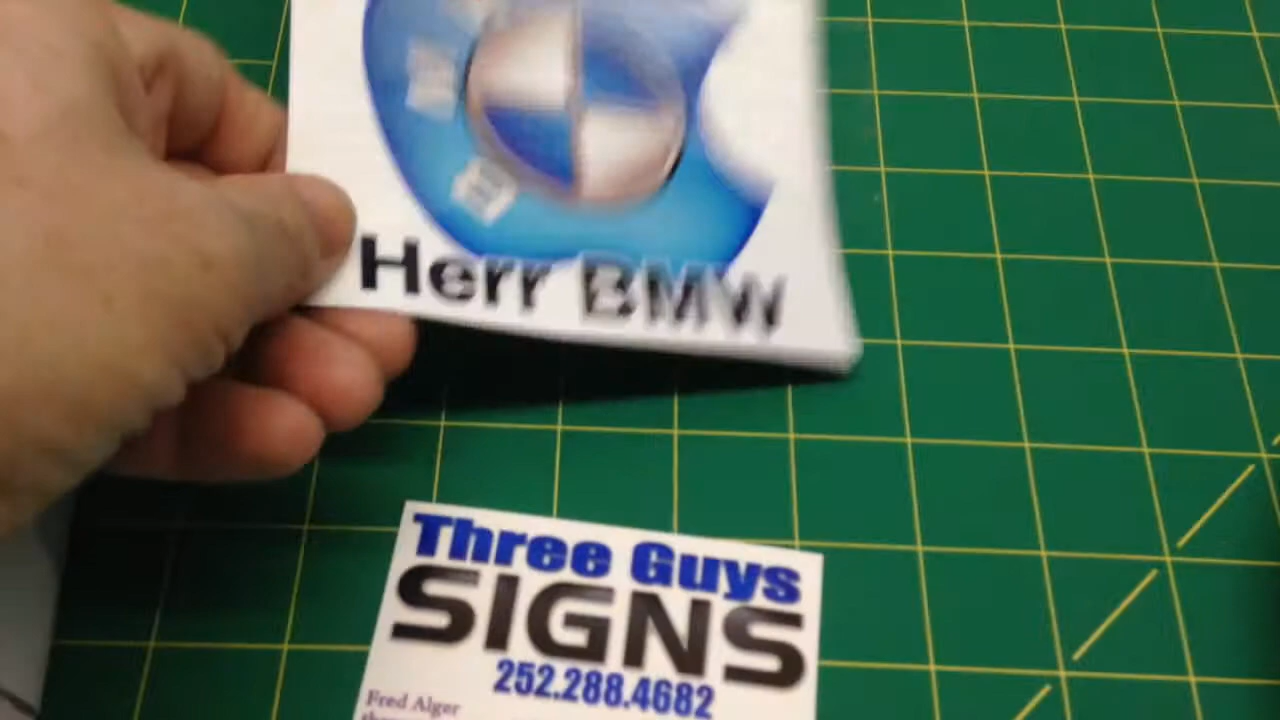 Herr BMW
Three Guys
SIGNS
252.288.4682
Fred Alger